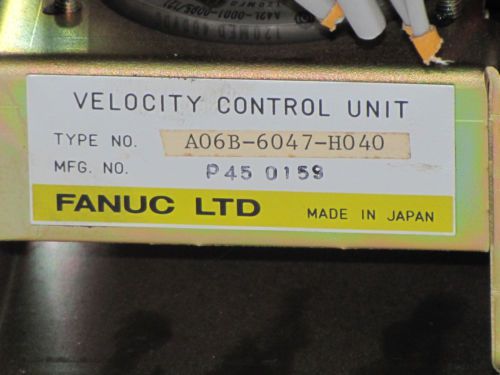 VELOCITY CONTROL UNIT
TYPE NO. A06B-6047-H040
MFG. NO. P45 0159
FANUC LTD MADE IN JAPAN